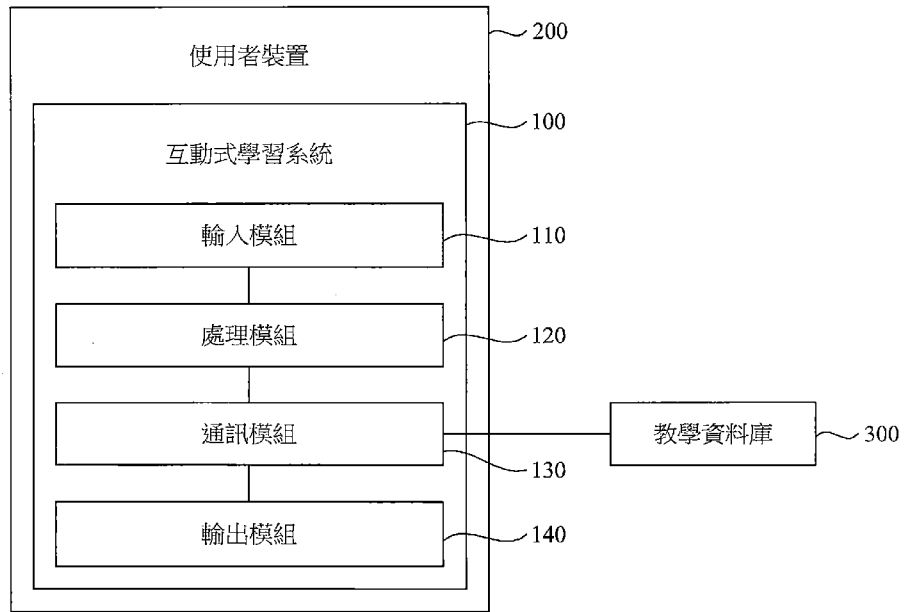 使用者裝置
200
互動式學習系統
100
輸入模組
110
處理模組
120
通訊模組
130
教學資料庫
300
輸出模組
140